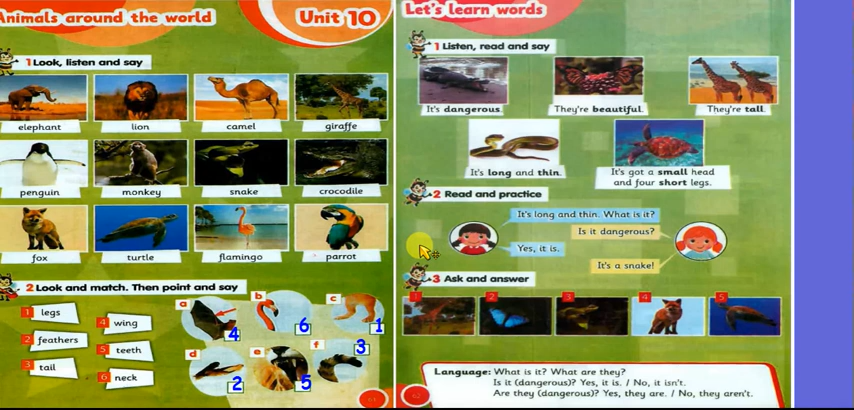 Animals around the world
Unit 10
1 Look, listen and say
elephant
lion
camel
giraffe
penguin
monkey
snake
crocodile
fox
turtle
flamingo
parrot
2 Look and match. Then point and say
1 legs
2 feathers
3 tail
4 wing
5 teeth
6 neck
a 4
b 6
c 1
d 2
e 5
f 3
Let's learn words
1 Listen, read and say
It's dangerous.
They're beautiful.
They're tall.
It's long and thin.
It's got a small head
and four short legs.
2 Read and practice
It's long and thin. What is it?
Is it dangerous?
Yes, it is.
It's a snake!
3 Ask and answer
1
2
3
4
5
Language: What is it? What are they?
Is it (dangerous)? Yes, it is. / No, it isn't.
Are they (dangerous)? Yes, they are. / No, they aren't.